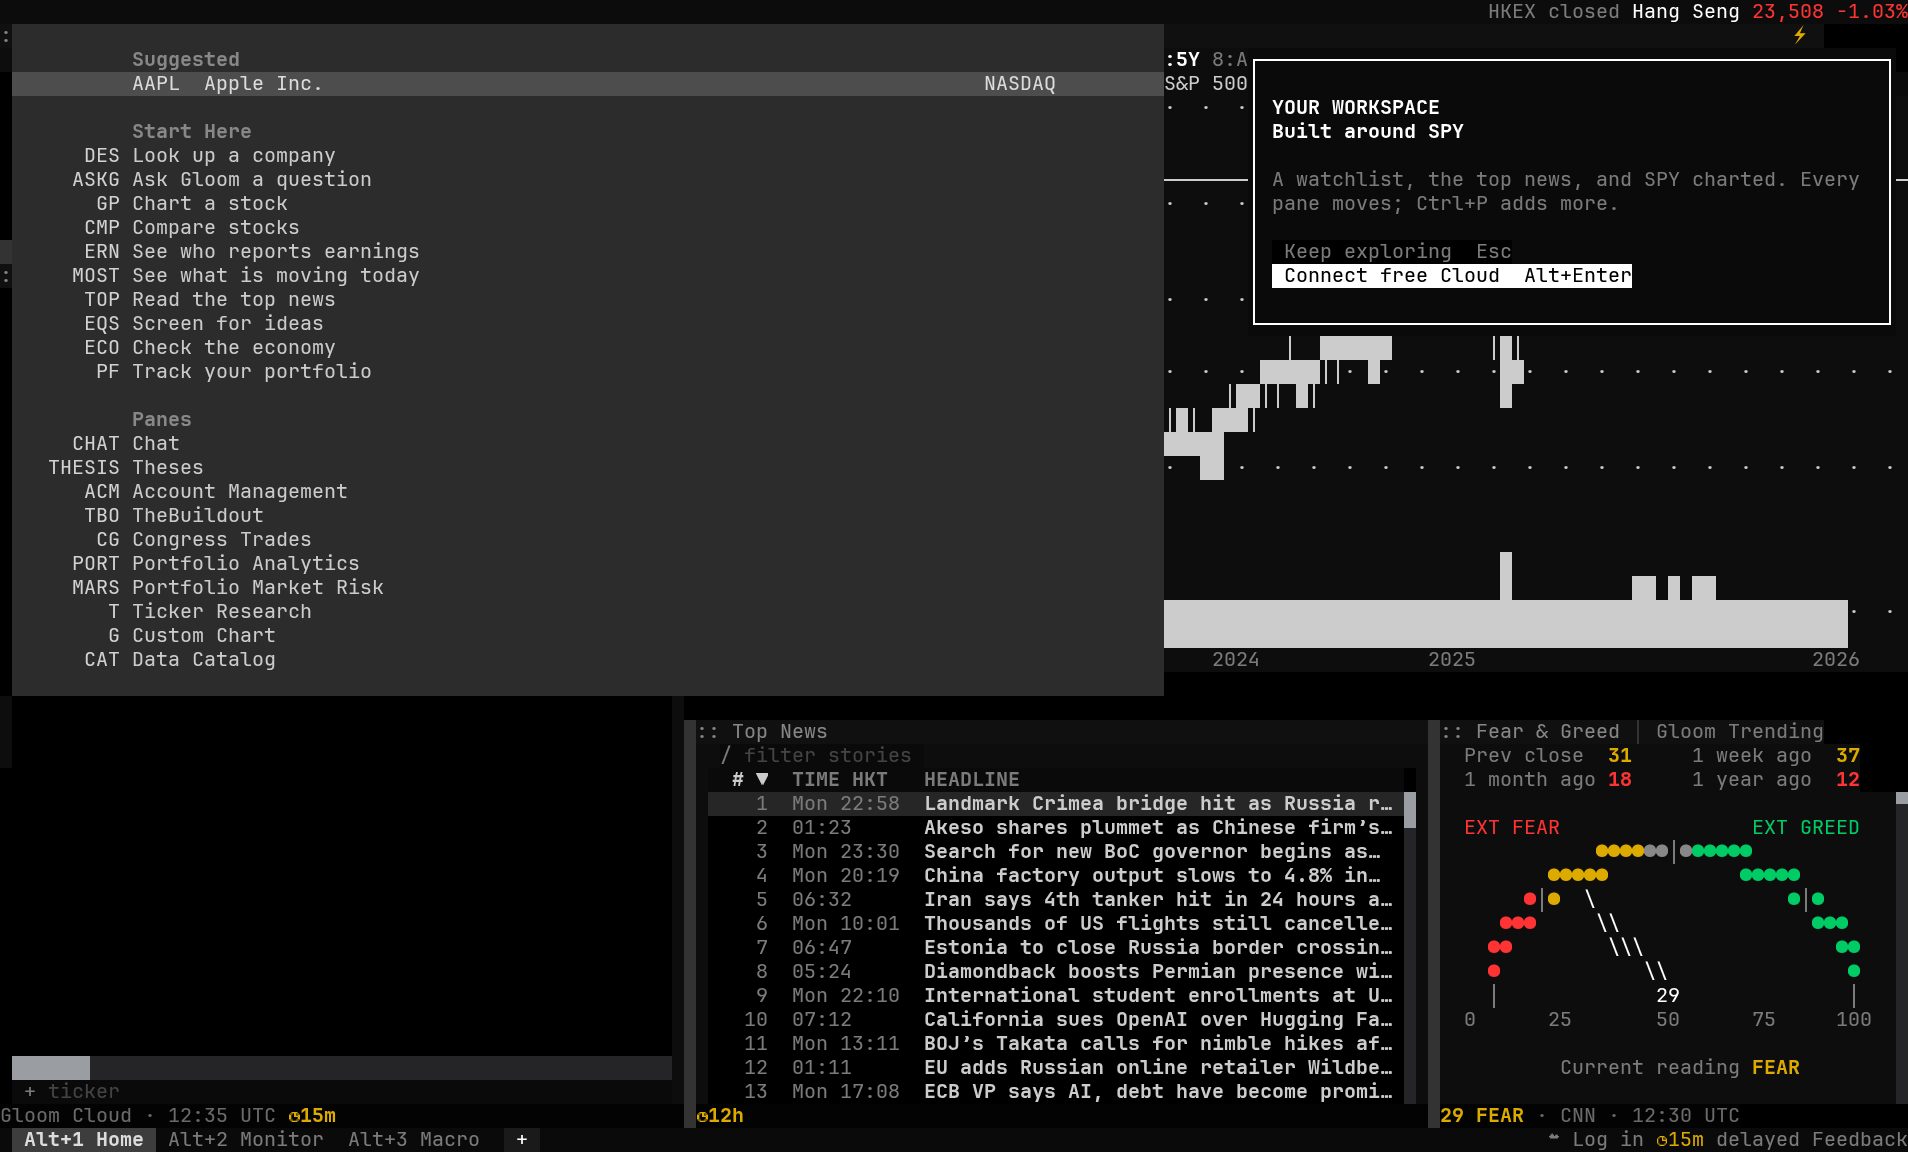 HKEX closed Hang Seng 23,508 -1.03%
Suggested
AAPL Apple Inc. NASDAQ
Start Here
DES Look up a company
ASKG Ask Gloom a question
GP Chart a stock
CMP Compare stocks
ERN See who reports earnings
MOST See what is moving today
TOP Read the top news
EQS Screen for ideas
ECO Check the economy
PF Track your portfolio
Panes
CHAT Chat
THESIS Theses
ACM Account Management
TBO TheBuildout
CG Congress Trades
PORT Portfolio Analytics
MARS Portfolio Market Risk
T Ticker Research
G Custom Chart
CAT Data Catalog
:5Y 8:A
S&P 500
YOUR WORKSPACE
Built around SPY
A watchlist, the top news, and SPY charted. Every
pane moves; Ctrl+P adds more.
Keep exploring Esc
Connect free Cloud Alt+Enter
2024 2025 2026
+ ticker
Gloom Cloud · 12:35 UTC ◔15m
:: Top News
/ filter stories
# ▼ TIME HKT HEADLINE
1 Mon 22:58 Landmark Crimea bridge hit as Russia r…
2 01:23 Akeso shares plummet as Chinese firm’s…
3 Mon 23:30 Search for new BoC governor begins as…
4 Mon 20:19 China factory output slows to 4.8% in…
5 06:32 Iran says 4th tanker hit in 24 hours a…
6 Mon 10:01 Thousands of US flights still cancelle…
7 06:47 Estonia to close Russia border crossin…
8 05:24 Diamondback boosts Permian presence wi…
9 Mon 22:10 International student enrollments at U…
10 07:12 California sues OpenAI over Hugging Fa…
11 Mon 13:11 BOJ’s Takata calls for nimble hikes af…
12 01:11 EU adds Russian online retailer Wildbe…
13 Mon 17:08 ECB VP says AI, debt have become promi…
◔12h
:: Fear & Greed │ Gloom Trending
Prev close 31 1 week ago 37
1 month ago 18 1 year ago 12
EXT FEAR EXT GREED
29
0 25 50 75 100
Current reading FEAR
29 FEAR · CNN · 12:30 UTC
Alt+1 Home Alt+2 Monitor Alt+3 Macro +
Log in ◔15m delayed Feedback